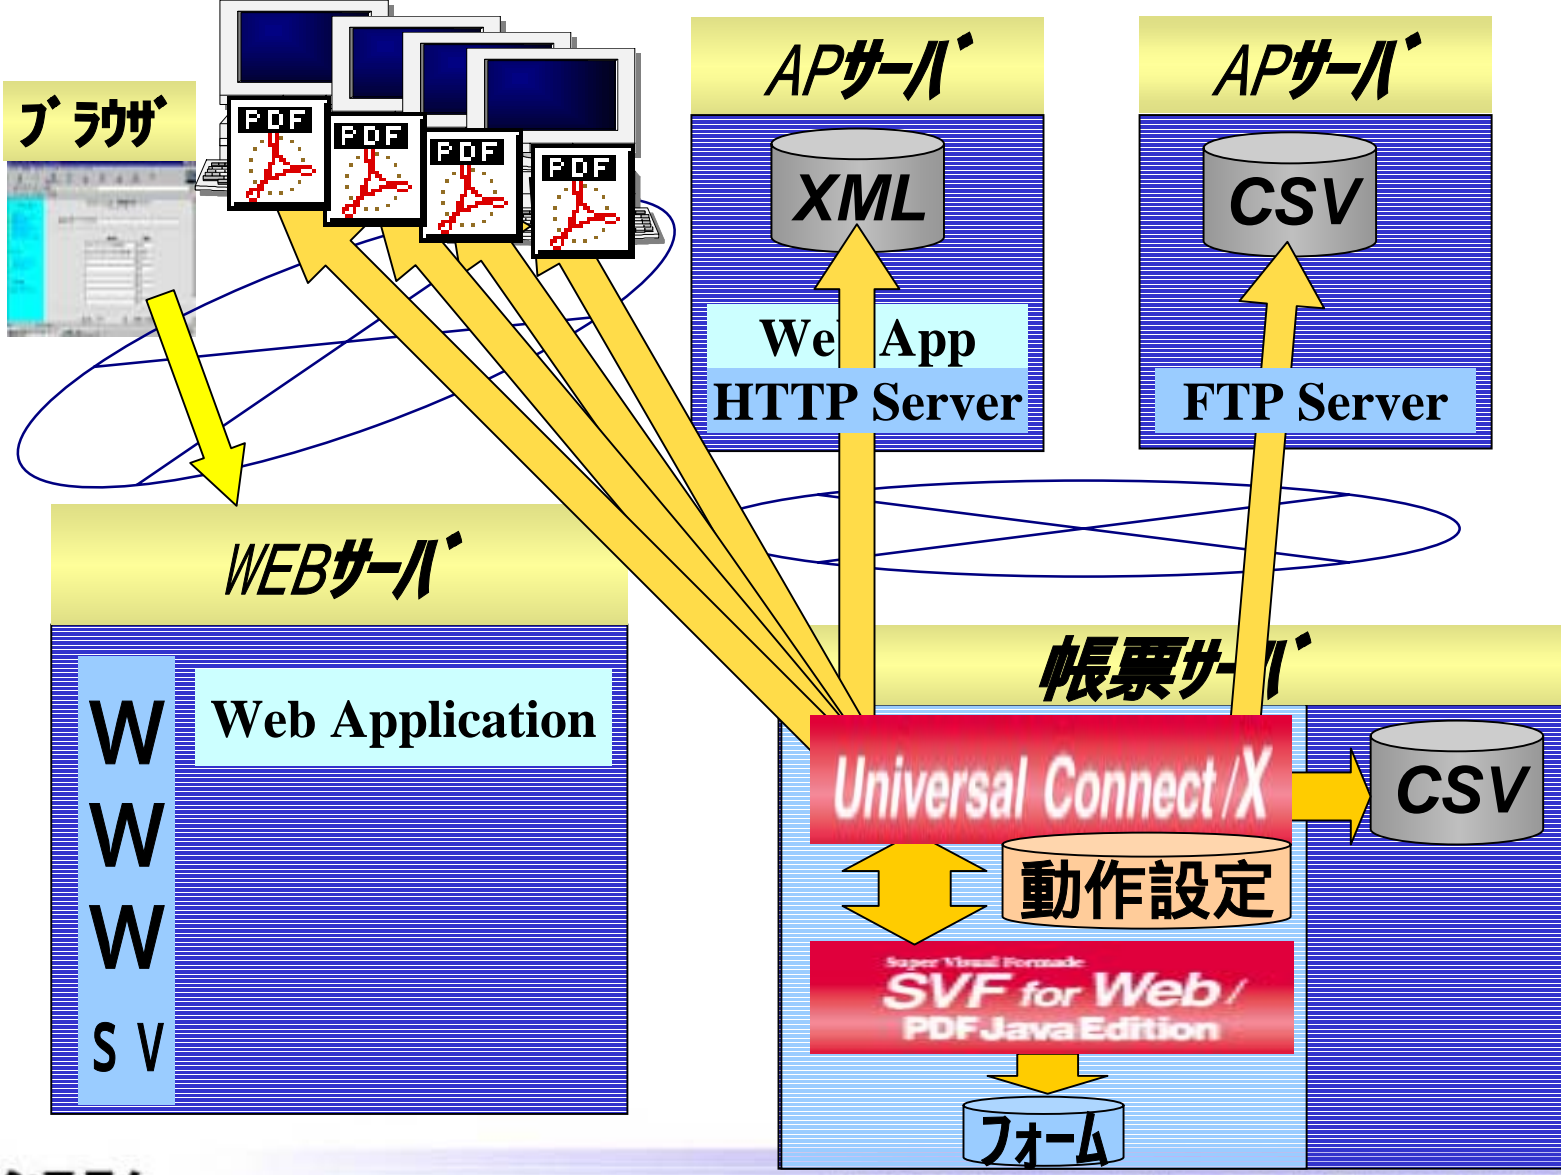 ブラウザ
PDF
PDF
PDF
PDF
APサーバ
XML
Web App
HTTP Server
APサーバ
CSV
FTP Server
WEBサーバ
WWW SV
Web Application
帳票サーバ
Universal Connect/X
CSV
動作設定
Super Visual Formade
SVF for Web/
PDF Java Edition
フォーム